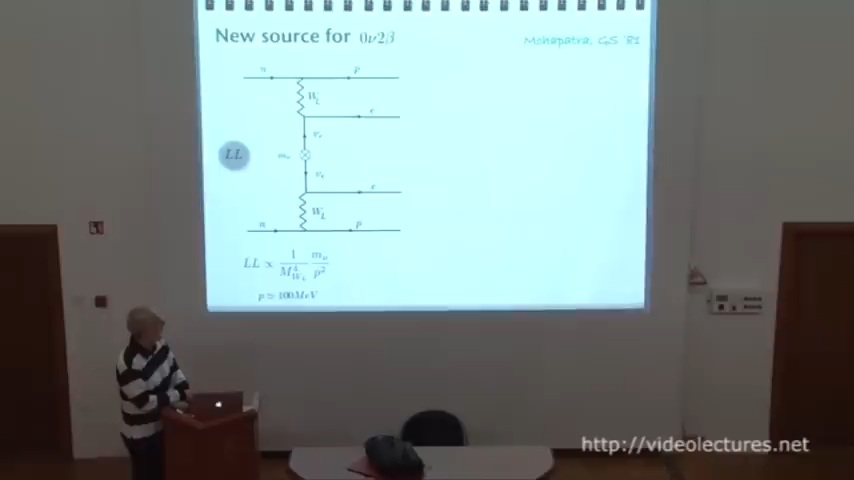 New source for 0ν2β
Mohapatra, GS '81
n
p
W_L
e
ν_e
LL
m_ν
ν_e
e
W_L
n
p
LL ∝ 1/M^4_{W_L} m_ν/p²
p ≃ 100MeV
http://videolectures.net